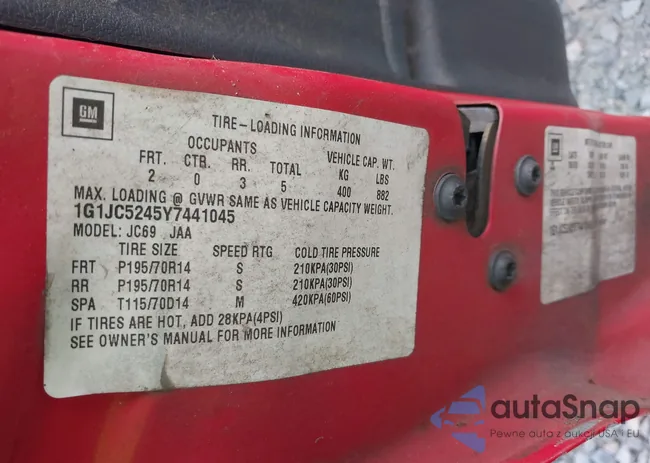 GM
TIRE-LOADING INFORMATION
OCCUPANTS VEHICLE CAP. WT.
FRT. CTB. RR. TOTAL KG LBS
2 0 3 5 400 882
MAX. LOADING @ GVWR SAME AS VEHICLE CAPACITY WEIGHT.
1G1JC5245Y7441045
MODEL: JC69 JAA
TIRE SIZE SPEED RTG COLD TIRE PRESSURE
FRT P195/70R14 S 210KPA(30PSI)
RR P195/70R14 S 210KPA(30PSI)
SPA T115/70D14 M 420KPA(60PSI)
IF TIRES ARE HOT, ADD 28KPA(4PSI)
SEE OWNER'S MANUAL FOR MORE INFORMATION
GM
autaSnap
Pewne auta z aukcji USA i EU